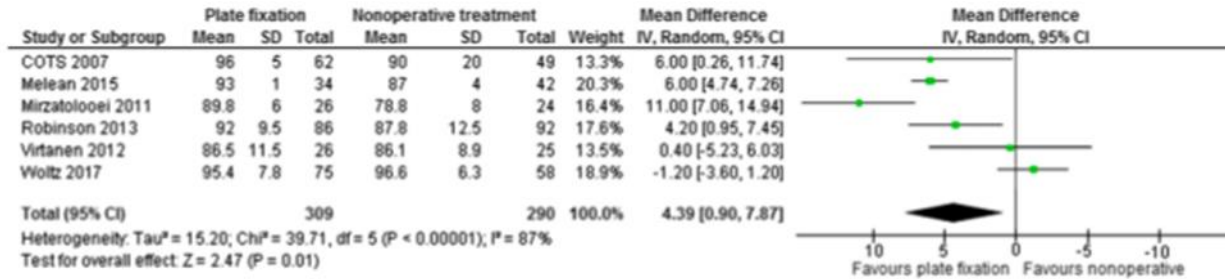 Plate fixation Nonoperative treatment Mean Difference Mean Difference
Study or Subgroup Mean SD Total Mean SD Total Weight IV, Random, 95% CI IV, Random, 95% CI
COTS 2007 96 5 62 90 20 49 13.3% 6.00 [0.26, 11.74]
Melean 2015 93 1 34 87 4 42 20.3% 6.00 [4.74, 7.26]
Mirzatolooei 2011 89.8 6 26 78.8 8 24 16.4% 11.00 [7.06, 14.94]
Robinson 2013 92 9.5 86 87.8 12.5 92 17.6% 4.20 [0.95, 7.45]
Virtanen 2012 86.5 11.5 26 86.1 8.9 25 13.5% 0.40 [-5.23, 6.03]
Woltz 2017 95.4 7.8 75 96.6 6.3 58 18.9% -1.20 [-3.60, 1.20]
Total (95% CI) 309 290 100.0% 4.39 [0.90, 7.87]
Heterogeneity: Tau² = 15.20; Chi² = 39.71, df = 5 (P < 0.00001); I² = 87%
Test for overall effect: Z = 2.47 (P = 0.01)
10 5 0 -5 -10
Favours plate fixation Favours nonoperative